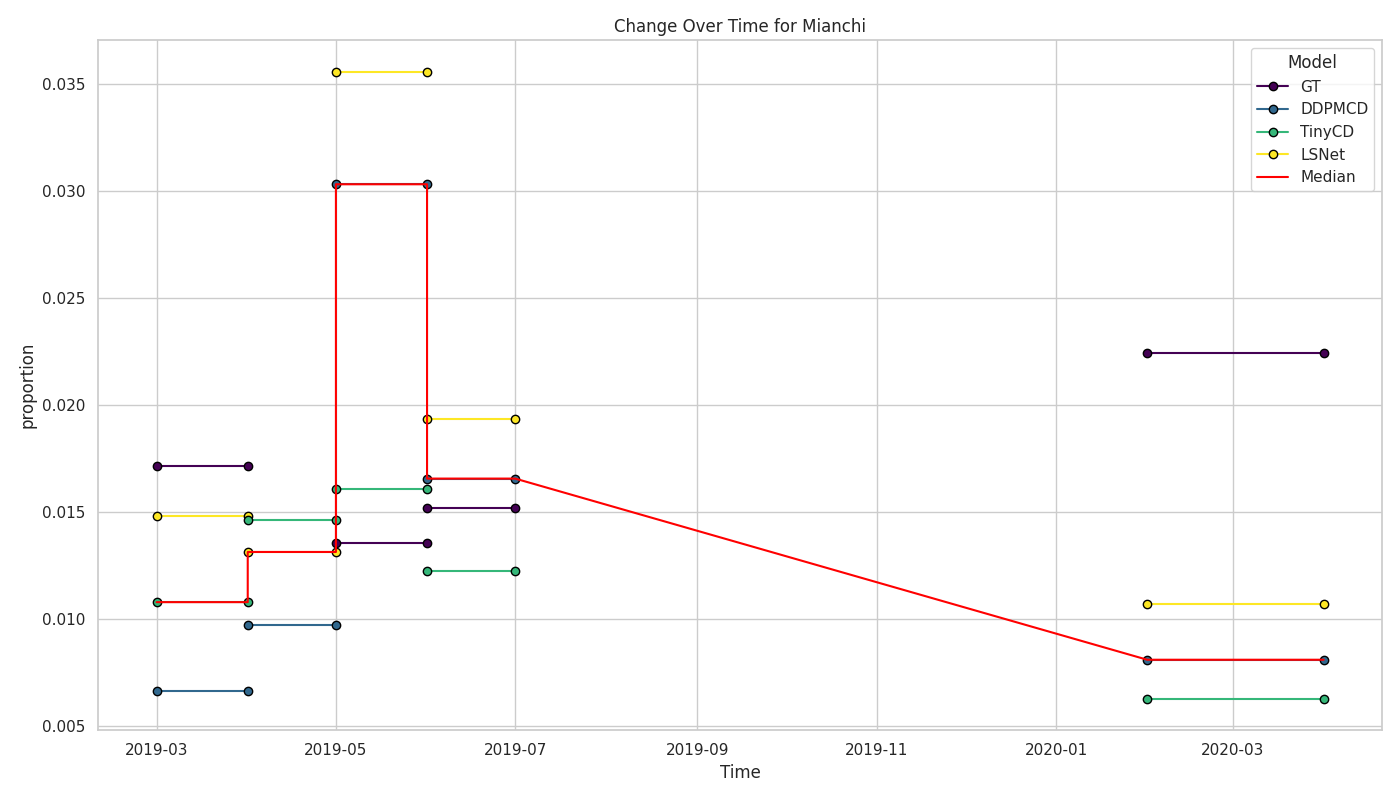 Change Over Time for Mianchi
Model
GT
DDPMCD
TinyCD
LSNet
Median
0.035
0.030
0.025
0.020
0.015
0.010
0.005
proportion
2019-03 2019-05 2019-07 2019-09 2019-11 2020-01 2020-03
Time